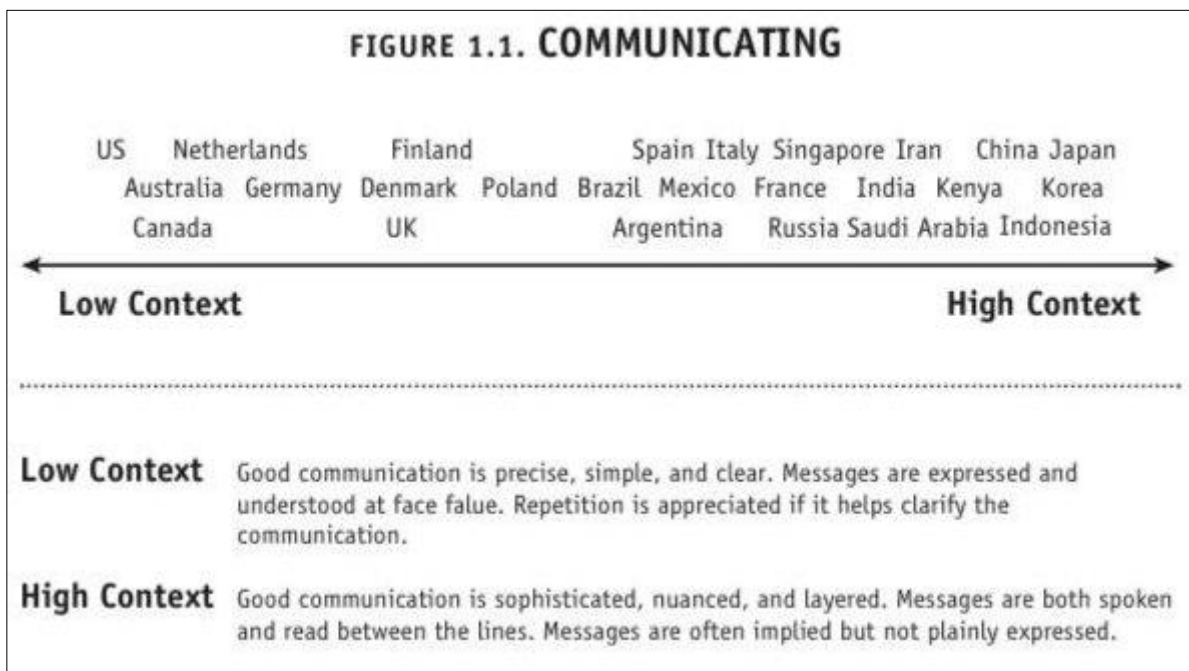 FIGURE 1.1. COMMUNICATING
US Netherlands Finland Spain Italy Singapore Iran China Japan
Australia Germany Denmark Poland Brazil Mexico France India Kenya Korea
Canada UK Argentina Russia Saudi Arabia Indonesia
Low Context High Context
Low Context Good communication is precise, simple, and clear. Messages are expressed and
understood at face falue. Repetition is appreciated if it helps clarify the
communication.
High Context Good communication is sophisticated, nuanced, and layered. Messages are both spoken
and read between the lines. Messages are often implied but not plainly expressed.